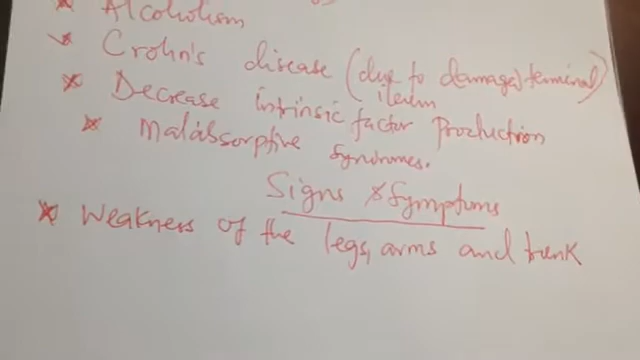 * Alcoholism
* Crohn's disease (due to damage) terminal)
ileum
* Decrease intrinsic factor Production
* Malabsorptive Syndromes.
Signs & Symptoms
* Weakness of the legs, arms and trunk